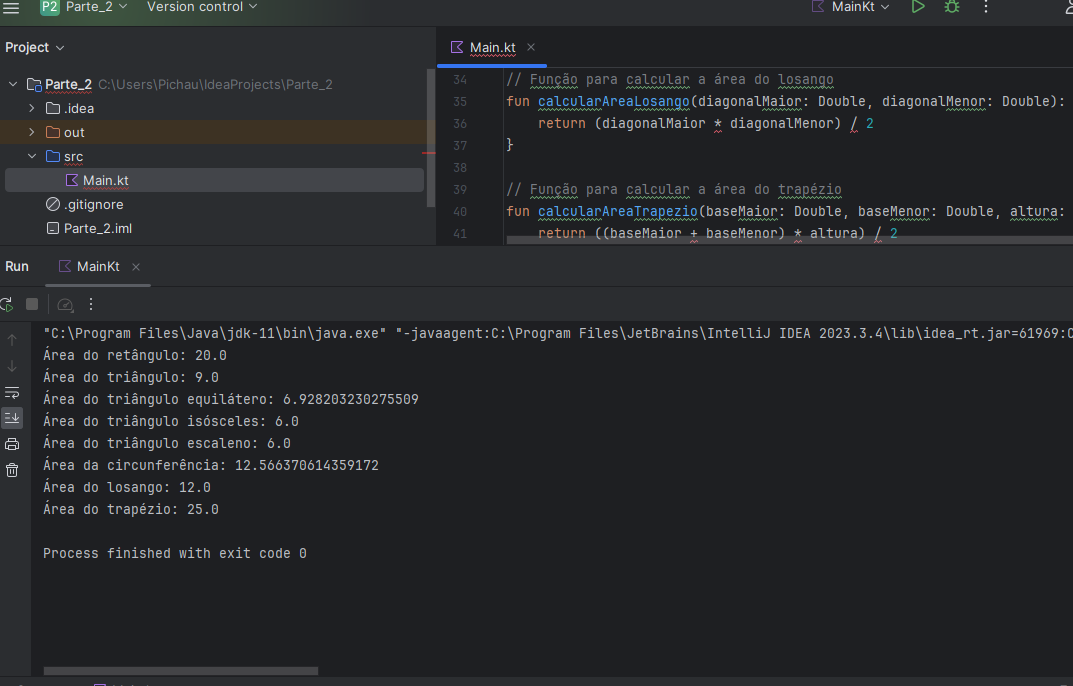 P2 Parte_2 Version control MainKt
Project
Main.kt
Parte_2 C:\Users\Pichau\IdeaProjects\Parte_2
.idea
out
src
Main.kt
.gitignore
Parte_2.iml
34 // Função para calcular a área do losango
35 fun calcularAreaLosango(diagonalMaior: Double, diagonalMenor: Double):
36 return (diagonalMaior * diagonalMenor) / 2
37 }
38
39 // Função para calcular a área do trapézio
40 fun calcularAreaTrapezio(baseMaior: Double, baseMenor: Double, altura:
41 return ((baseMaior + baseMenor) * altura) / 2
Run MainKt
"C:\Program Files\Java\jdk-11\bin\java.exe" "-javaagent:C:\Program Files\JetBrains\IntelliJ IDEA 2023.3.4\lib\idea_rt.jar=61969:C
Área do retângulo: 20.0
Área do triângulo: 9.0
Área do triângulo equilátero: 6.928203230275509
Área do triângulo isósceles: 6.0
Área do triângulo escaleno: 6.0
Área da circunferência: 12.566370614359172
Área do losango: 12.0
Área do trapézio: 25.0
Process finished with exit code 0